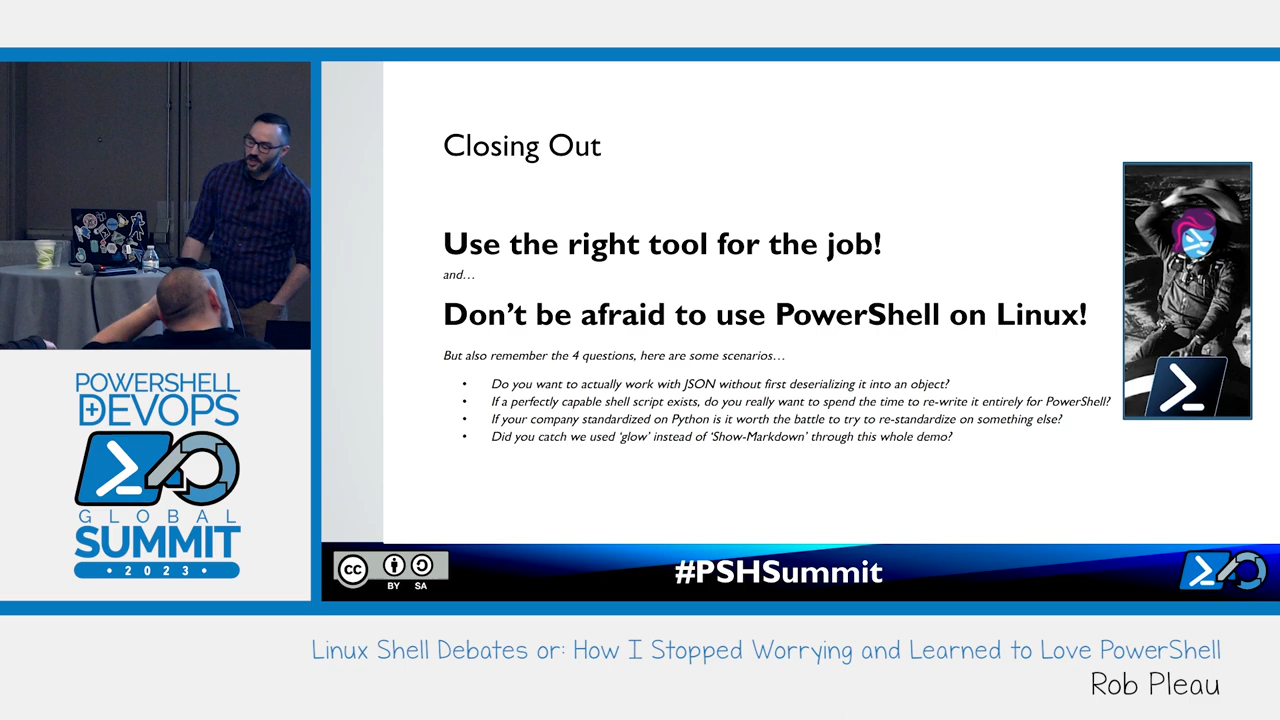 Closing Out
Use the right tool for the job!
and…
Don’t be afraid to use PowerShell on Linux!
But also remember the 4 questions, here are some scenarios…
• Do you want to actually work with JSON without first deserializing it into an object?
• If a perfectly capable shell script exists, do you really want to spend the time to re-write it entirely for PowerShell?
• If your company standardized on Python is it worth the battle to try to re-standardize on something else?
• Did you catch we used ‘glow’ instead of ‘Show-Markdown’ through this whole demo?
POWERSHELL
DEVOPS
GLOBAL
SUMMIT
• 2023 •
cc
BY SA
#PSHSummit
Linux Shell Debates or: How I Stopped Worrying and Learned to Love PowerShell
Rob Pleau